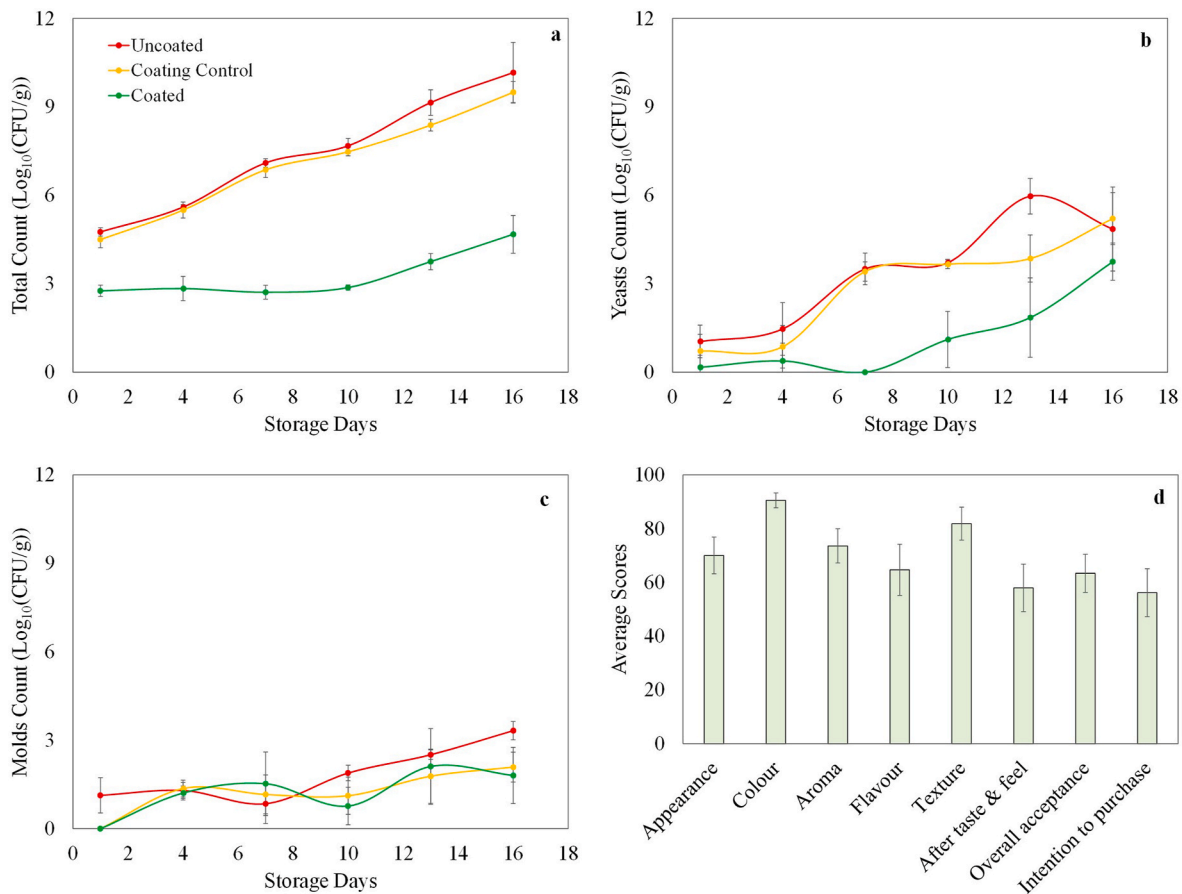 a
Total Count (Log10(CFU/g))
12
9
6
3
0
Uncoated
Coating Control
Coated
0 2 4 6 8 10 12 14 16 18
Storage Days
b
Yeasts Count (Log10(CFU/g))
12
9
6
3
0
0 2 4 6 8 10 12 14 16 18
Storage Days
c
Molds Count (Log10(CFU/g))
12
9
6
3
0
0 2 4 6 8 10 12 14 16 18
Storage Days
d
Average Scores
100
80
60
40
20
0
Appearance
Colour
Aroma
Flavour
Texture
After taste & feel
Overall acceptance
Intention to purchase